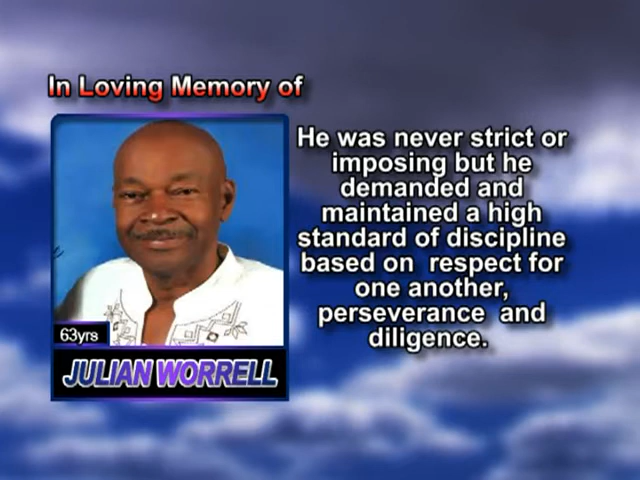 In Loving Memory of
He was never strict or
imposing but he
demanded and
maintained a high
standard of discipline
based on respect for
one another,
perseverance and
diligence.
63yrs
JULIAN WORRELL